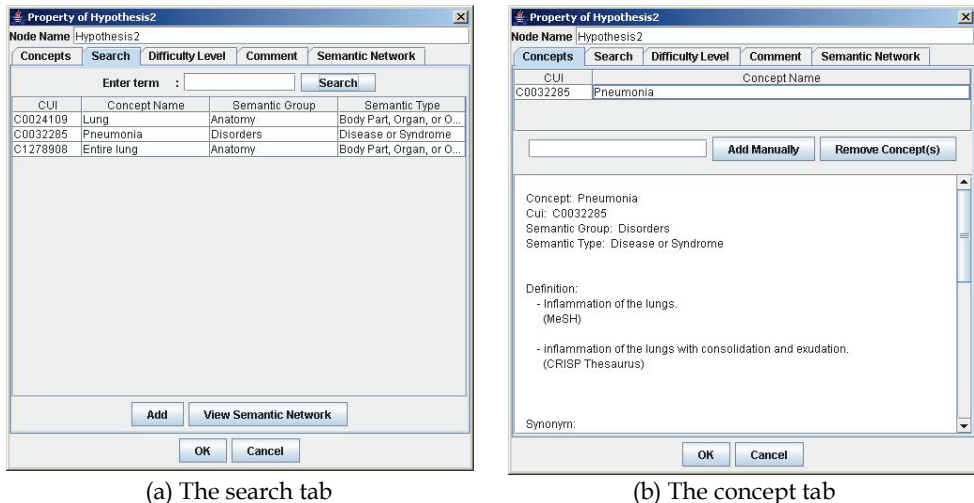 Property of Hypothesis2
Node Name Hypothesis2
Concepts Search Difficulty Level Comment Semantic Network
Enter term : Search
CUI Concept Name Semantic Group Semantic Type
C0024109 Lung Anatomy Body Part, Organ, or O...
C0032285 Pneumonia Disorders Disease or Syndrome
C1278908 Entire lung Anatomy Body Part, Organ, or O...
Add View Semantic Network
OK Cancel
(a) The search tab
Property of Hypothesis2
Node Name Hypothesis2
Concepts Search Difficulty Level Comment Semantic Network
CUI Concept Name
C0032285 Pneumonia
Add Manually Remove Concept(s)
Concept: Pneumonia
Cui: C0032285
Semantic Group: Disorders
Semantic Type: Disease or Syndrome
Definition:
- Inflammation of the lungs.
(MeSH)
- inflammation of the lungs with consolidation and exudation.
(CRISP Thesaurus)
Synonym:
OK Cancel
(b) The concept tab